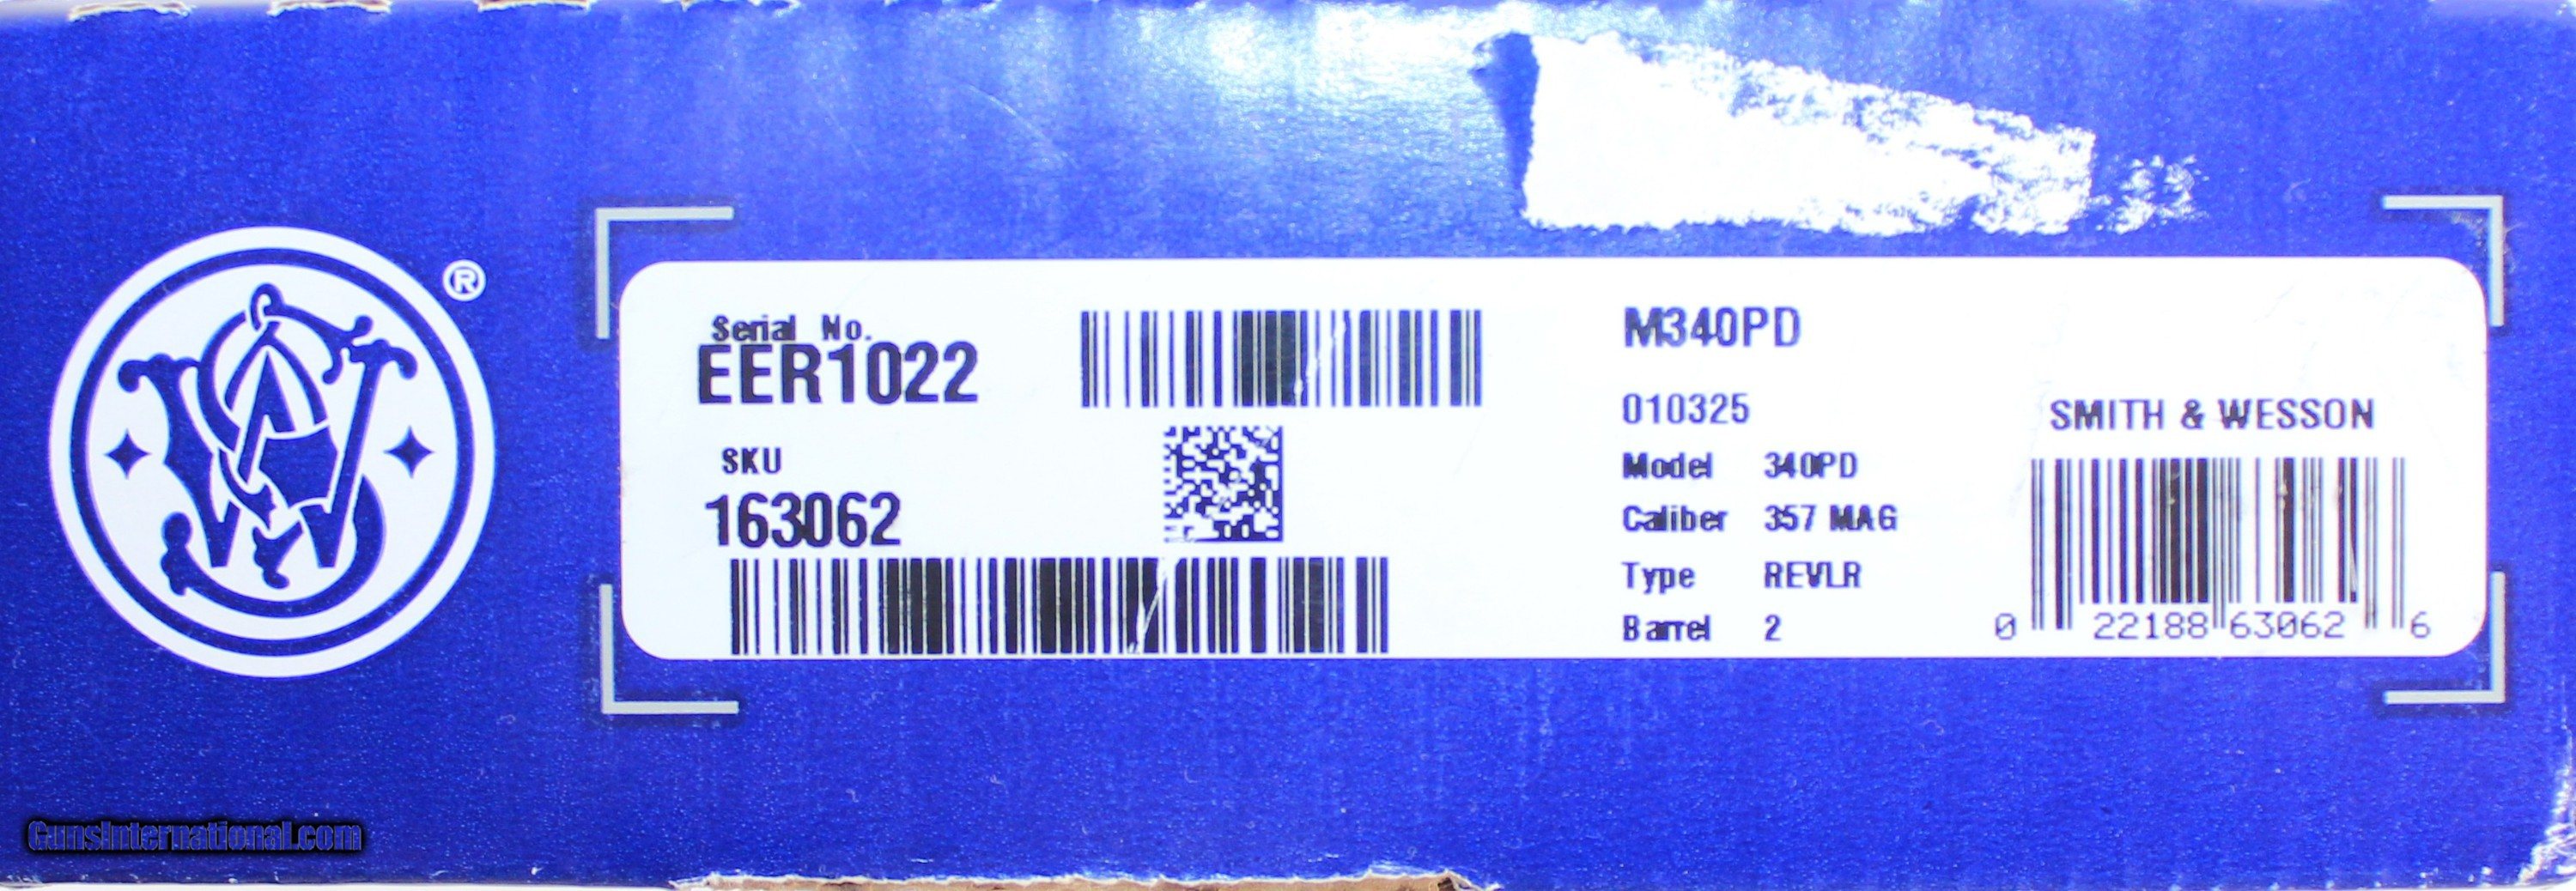 ®
Serial No.
EER1022
SKU
163062
M340PD
010325
Model 340PD
Caliber 357 MAG
Type REVLR
Barrel 2
SMITH & WESSON
0 22188 63062 6
GunsInternational.com